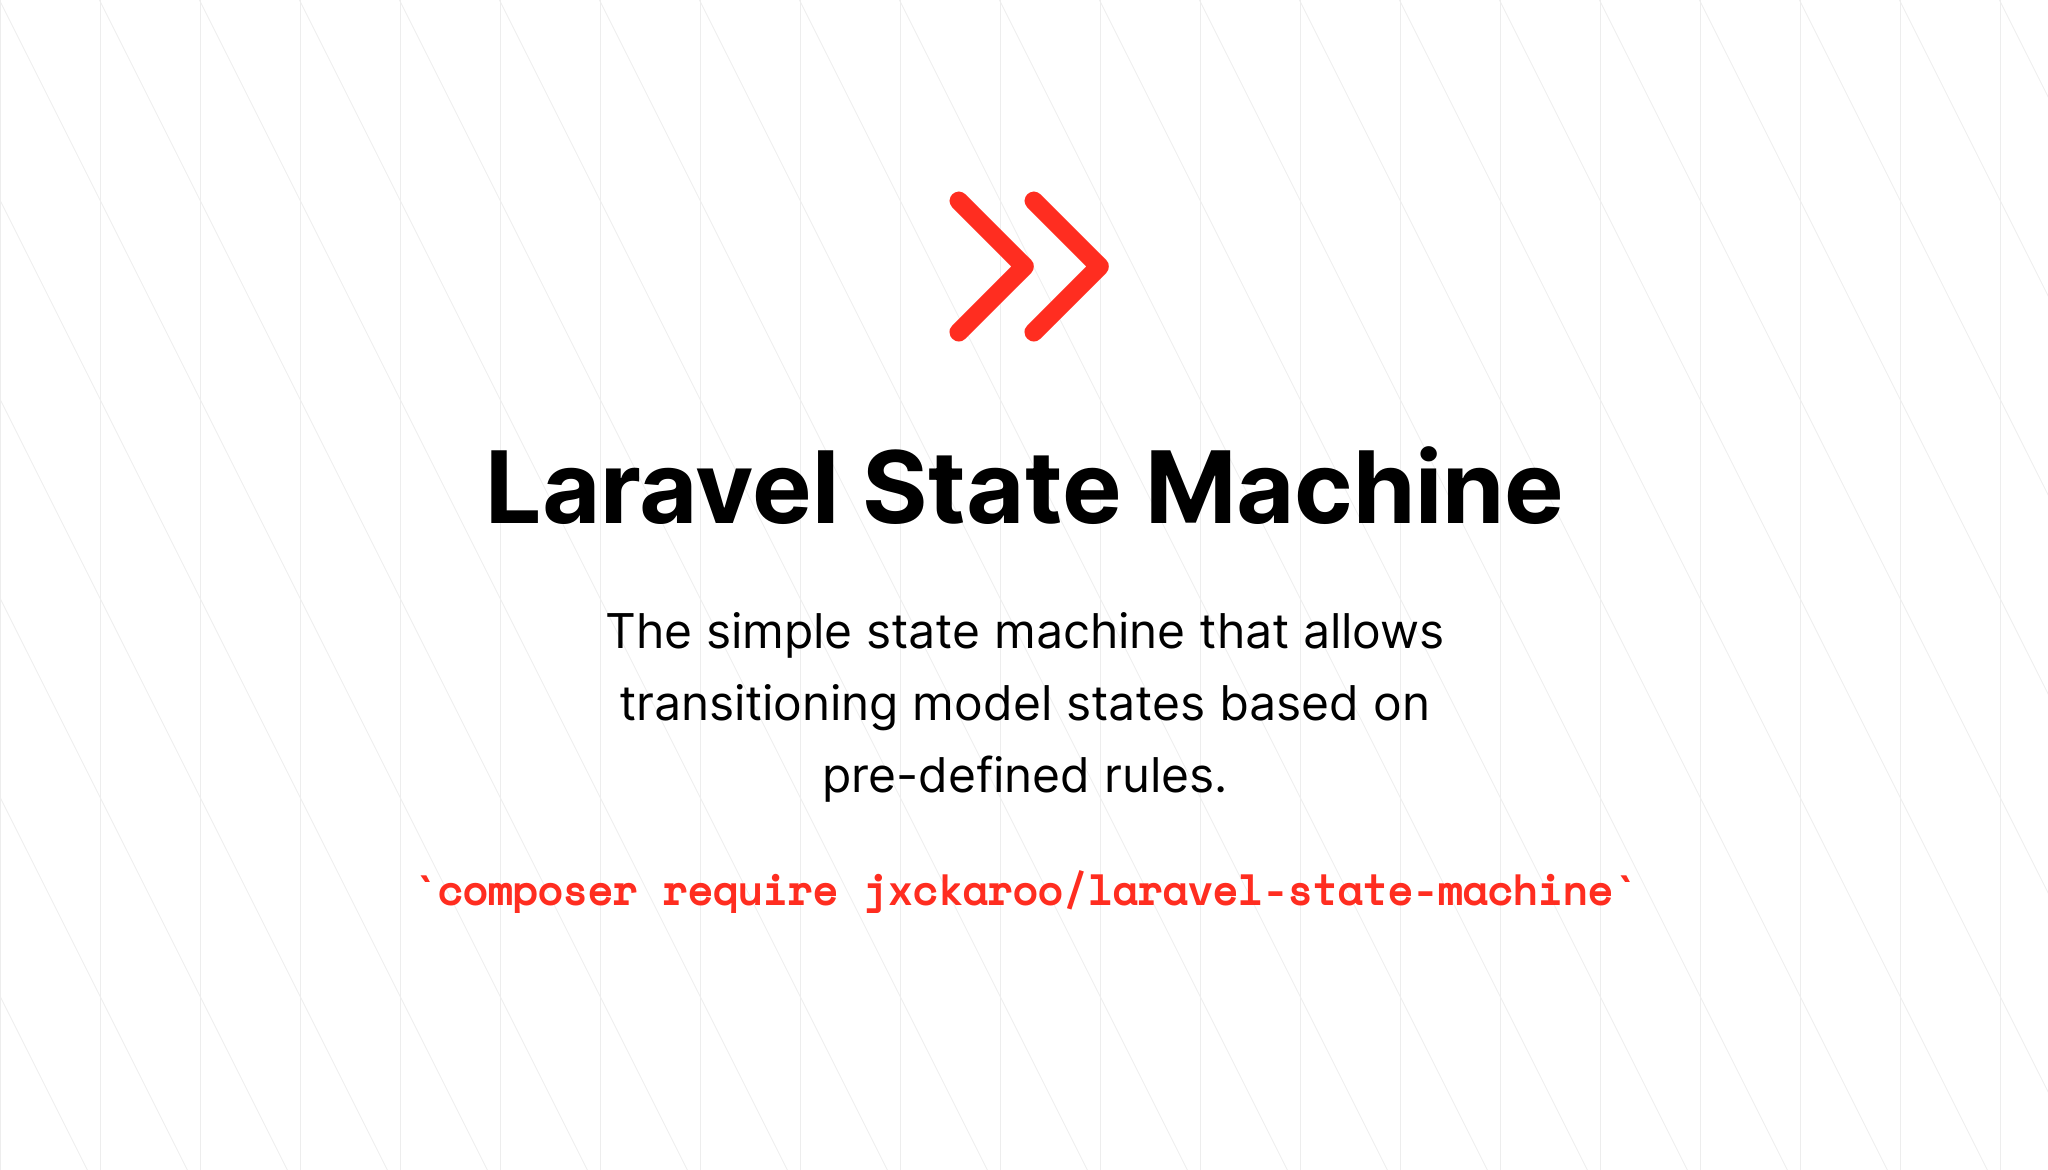 Laravel State Machine
The simple state machine that allows
transitioning model states based on
pre-defined rules.
`composer require jxckaroo/laravel-state-machine`